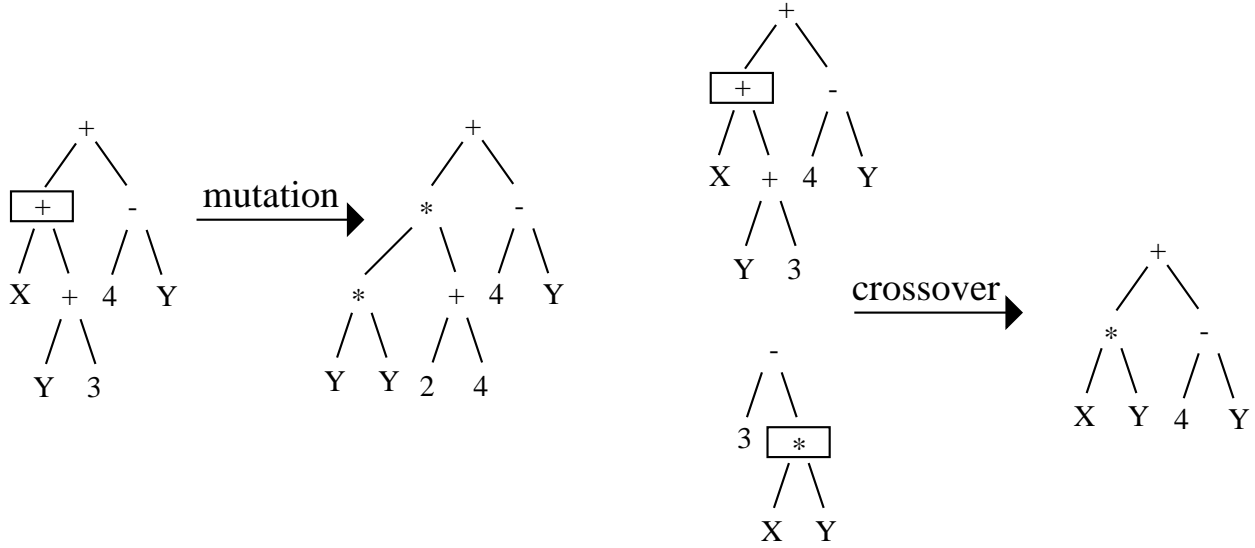 +
+ -
X + 4 Y
Y 3
mutation
+
* -
* + 4 Y
Y Y 2 4
+
+ -
X + 4 Y
Y 3
-
3 *
X Y
crossover
+
* -
X Y 4 Y